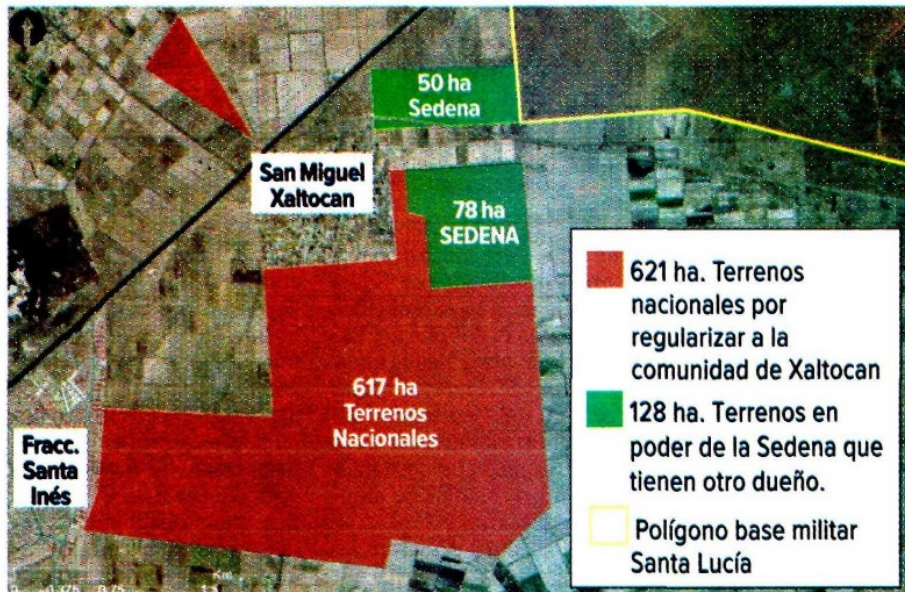 50 ha
Sedena
San Miguel
Xaltocan
78 ha
SEDENA
617 ha
Terrenos
Nacionales
Fracc.
Santa
Inés
621 ha. Terrenos
nacionales por
regularizar a la
comunidad de Xaltocan
128 ha. Terrenos en
poder de la Sedena que
tienen otro dueño.
Polígono base militar
Santa Lucía
Km